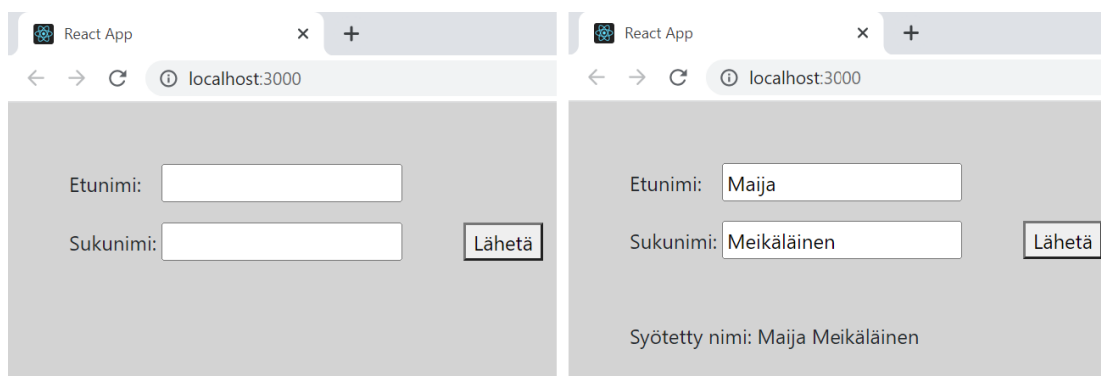 React App
localhost:3000
Etunimi:
Sukunimi:
Lähetä
React App
localhost:3000
Etunimi: Maija
Sukunimi: Meikäläinen
Lähetä
Syötetty nimi: Maija Meikäläinen